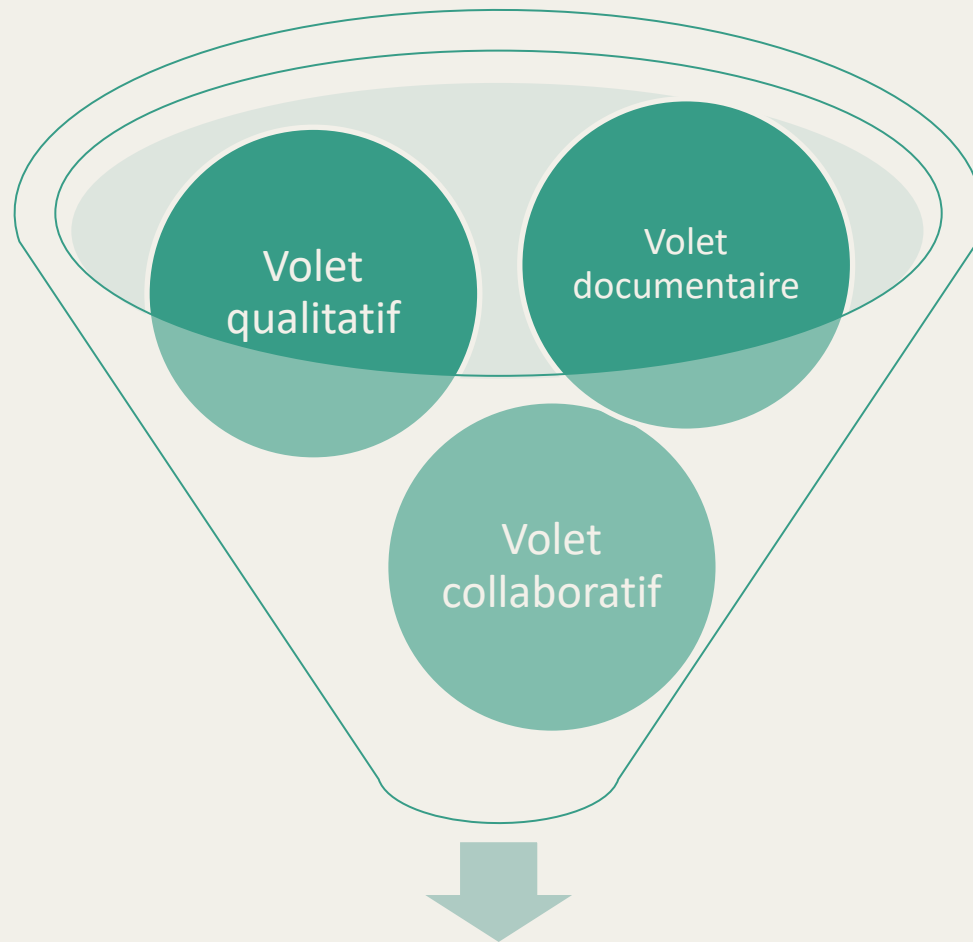 Volet
qualitatif
Volet
documentaire
Volet
collaboratif